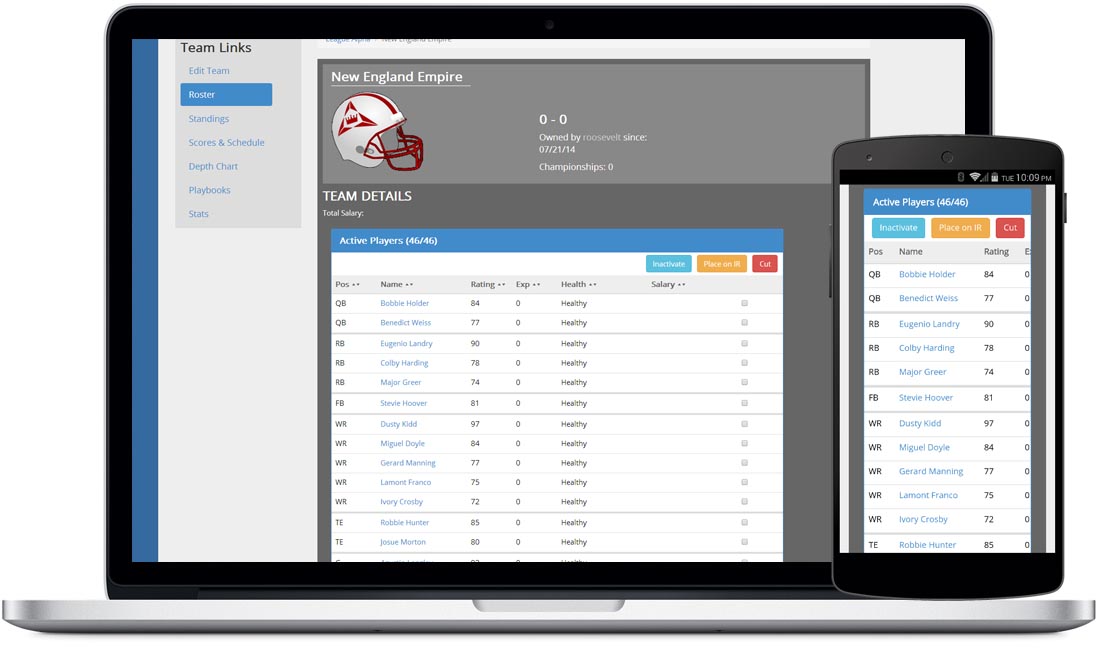 Team Links
Edit Team
Roster
Standings
Scores & Schedule
Depth Chart
Playbooks
Stats
League Alpha / New England Empire
New England Empire
0 - 0
Owned by roosevelt since:
07/21/14
Championships: 0
TEAM DETAILS
Total Salary:
Active Players (46/46)
Inactivate Place on IR Cut
Pos Name Rating Exp Health Salary
QB Bobbie Holder 84 0 Healthy
QB Benedict Weiss 77 0 Healthy
RB Eugenio Landry 90 0 Healthy
RB Colby Harding 78 0 Healthy
RB Major Greer 74 0 Healthy
FB Stevie Hoover 81 0 Healthy
WR Dusty Kidd 97 0 Healthy
WR Miguel Doyle 84 0 Healthy
WR Gerard Manning 77 0 Healthy
WR Lamont Franco 75 0 Healthy
WR Ivory Crosby 72 0 Healthy
TE Robbie Hunter 85 0 Healthy
TE Josue Morton 80 0 Healthy
TUE 10:09 PM
Active Players (46/46)
Inactivate Place on IR Cut
Pos Name Rating E
QB Bobbie Holder 84 0
QB Benedict Weiss 77 0
RB Eugenio Landry 90 0
RB Colby Harding 78 0
RB Major Greer 74 0
FB Stevie Hoover 81 0
WR Dusty Kidd 97 0
WR Miguel Doyle 84 0
WR Gerard Manning 77 0
WR Lamont Franco 75 0
WR Ivory Crosby 72 0
TE Robbie Hunter 85 0